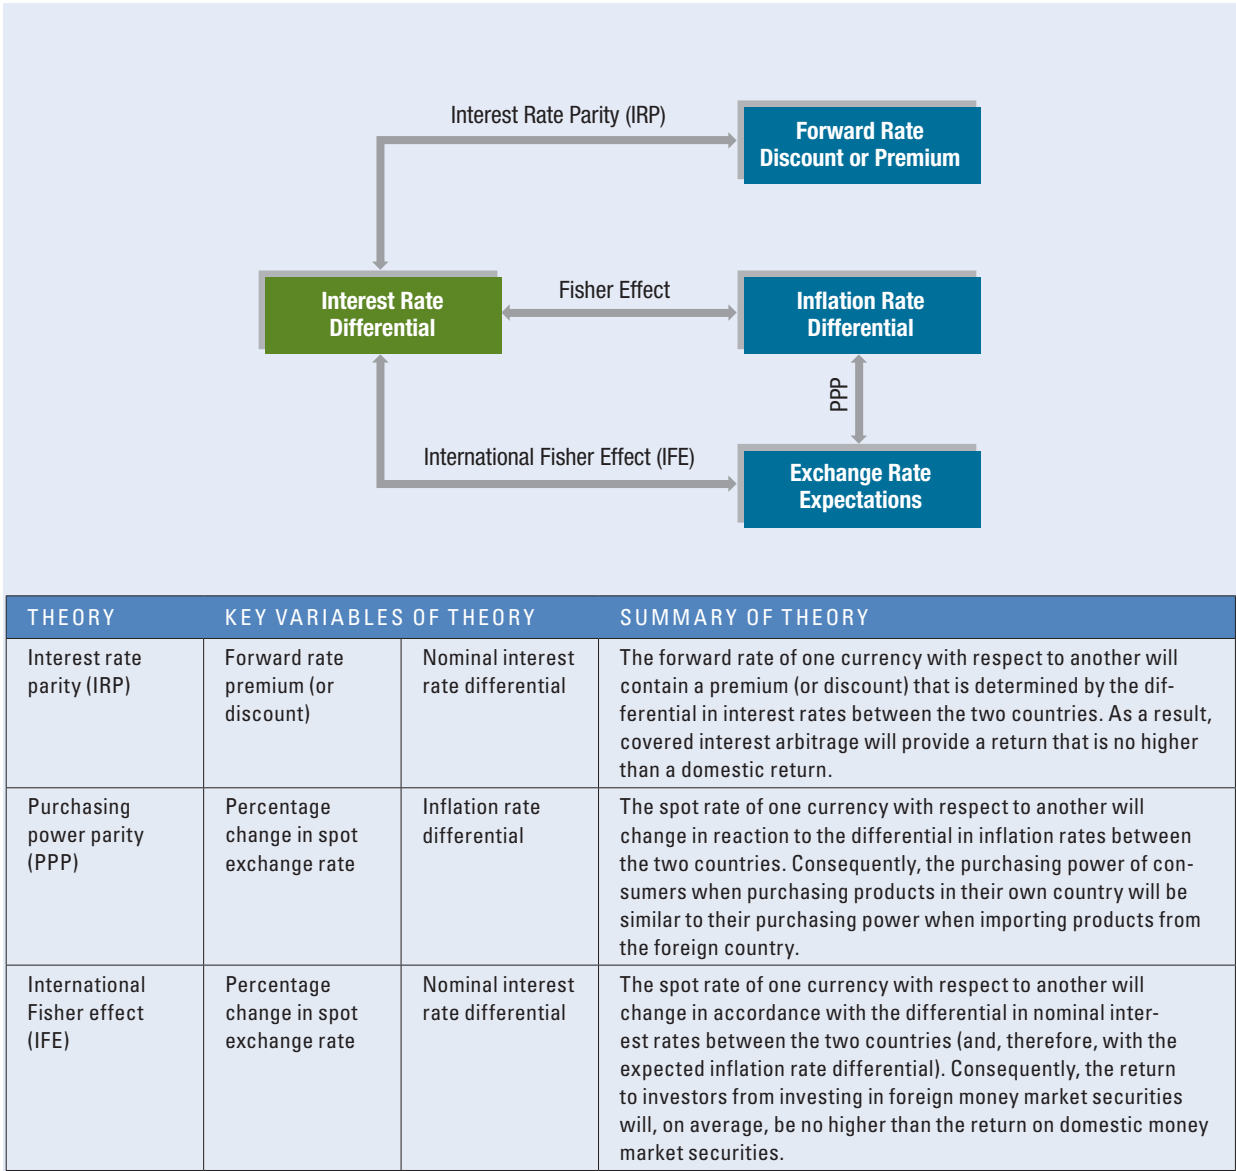 Interest Rate Parity (IRP)
Forward Rate
Discount or Premium
Interest Rate
Differential
Fisher Effect
Inflation Rate
Differential
PPP
International Fisher Effect (IFE)
Exchange Rate
Expectations
THEORY KEY VARIABLES OF THEORY SUMMARY OF THEORY
Interest rate
parity (IRP)
Forward rate
premium (or
discount)
Nominal interest
rate differential
The forward rate of one currency with respect to another will
contain a premium (or discount) that is determined by the dif-
ferential in interest rates between the two countries. As a result,
covered interest arbitrage will provide a return that is no higher
than a domestic return.
Purchasing
power parity
(PPP)
Percentage
change in spot
exchange rate
Inflation rate
differential
The spot rate of one currency with respect to another will
change in reaction to the differential in inflation rates between
the two countries. Consequently, the purchasing power of con-
sumers when purchasing products in their own country will be
similar to their purchasing power when importing products from
the foreign country.
International
Fisher effect
(IFE)
Percentage
change in spot
exchange rate
Nominal interest
rate differential
The spot rate of one currency with respect to another will
change in accordance with the differential in nominal inter-
est rates between the two countries (and, therefore, with the
expected inflation rate differential). Consequently, the return
to investors from investing in foreign money market securities
will, on average, be no higher than the return on domestic money
market securities.